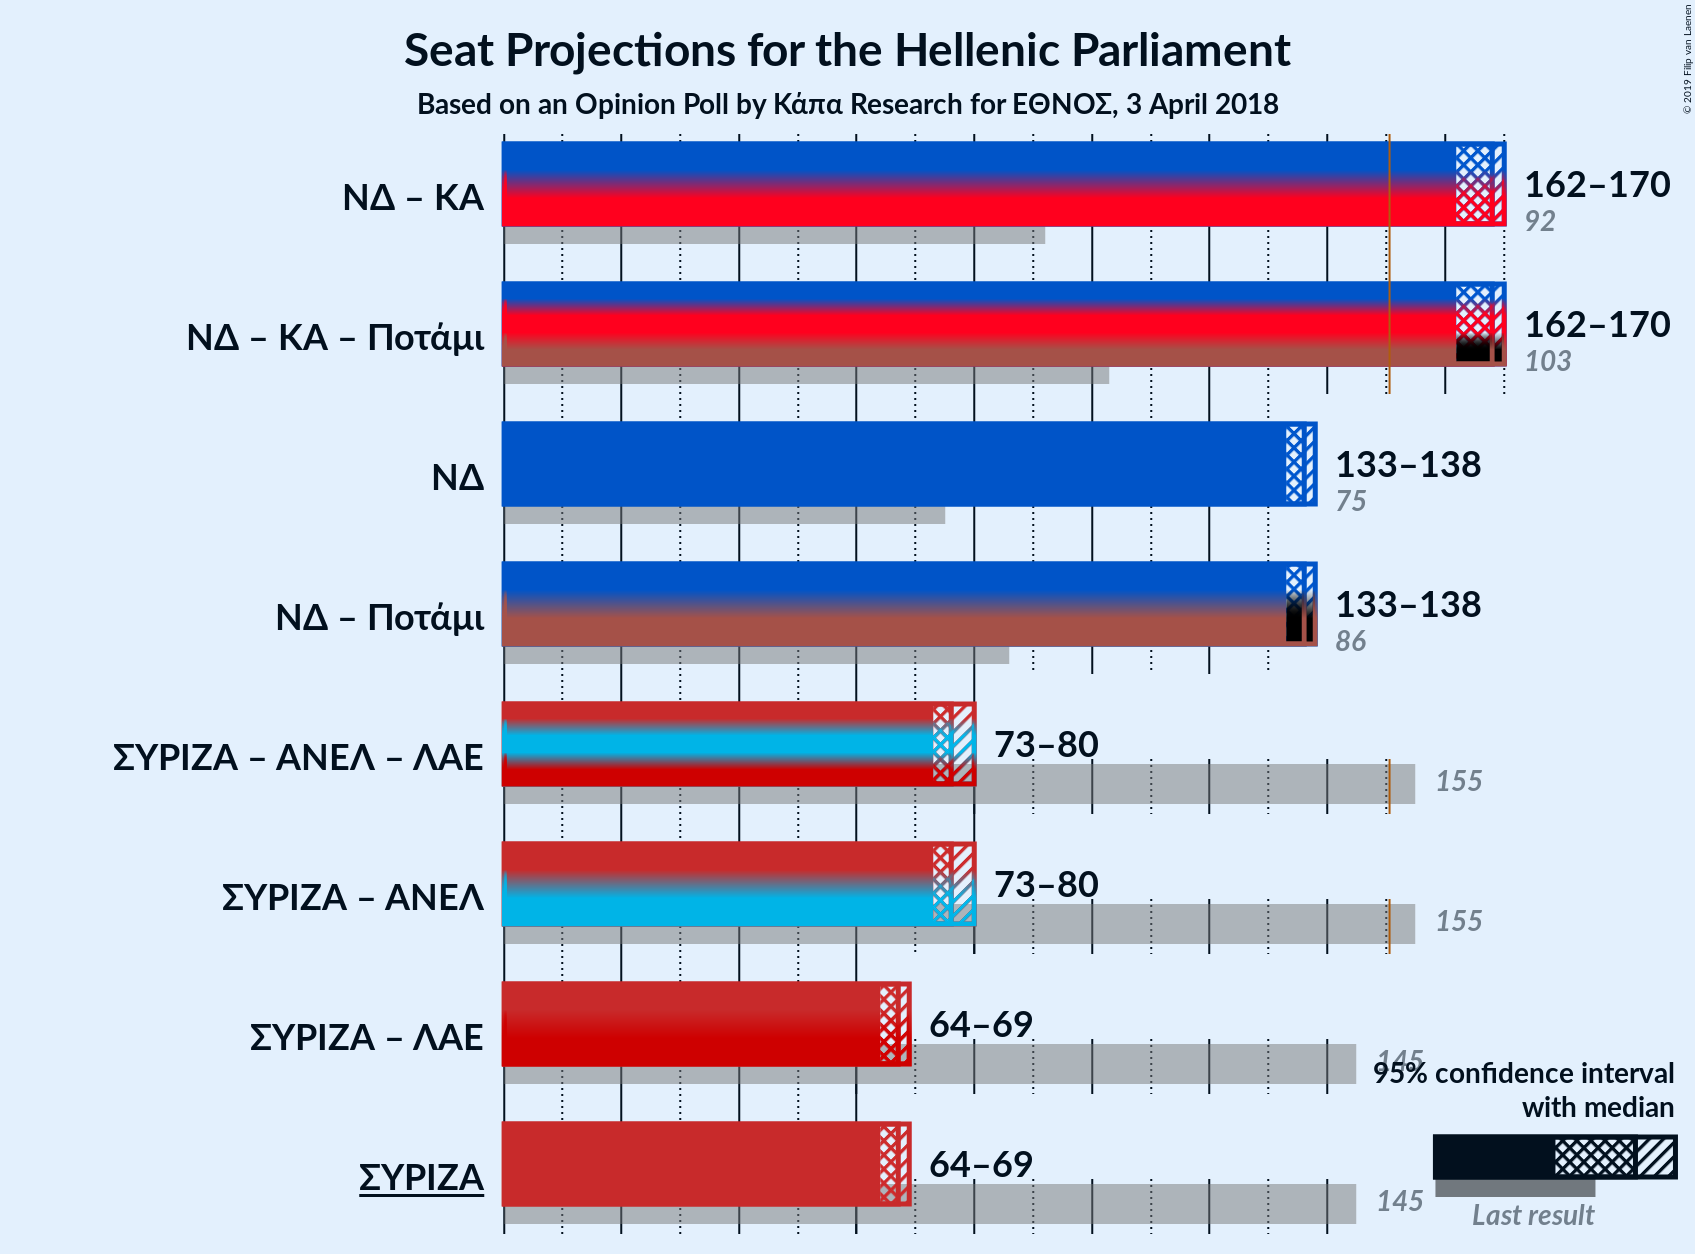 © 2019 Filip van Laenen
Seat Projections for the Hellenic Parliament
Based on an Opinion Poll by Κάπα Research for ΕΘΝΟΣ, 3 April 2018
ΝΔ – ΚΑ
162–170
92
ΝΔ – ΚΑ – Ποτάμι
162–170
103
ΝΔ
133–138
75
ΝΔ – Ποτάμι
133–138
86
ΣΥΡΙΖΑ – ΑΝΕΛ – ΛΑΕ
73–80
155
ΣΥΡΙΖΑ – ΑΝΕΛ
73–80
155
ΣΥΡΙΖΑ – ΛΑΕ
64–69
145
ΣΥΡΙΖΑ
64–69
145
95% confidence interval
with median
Last result